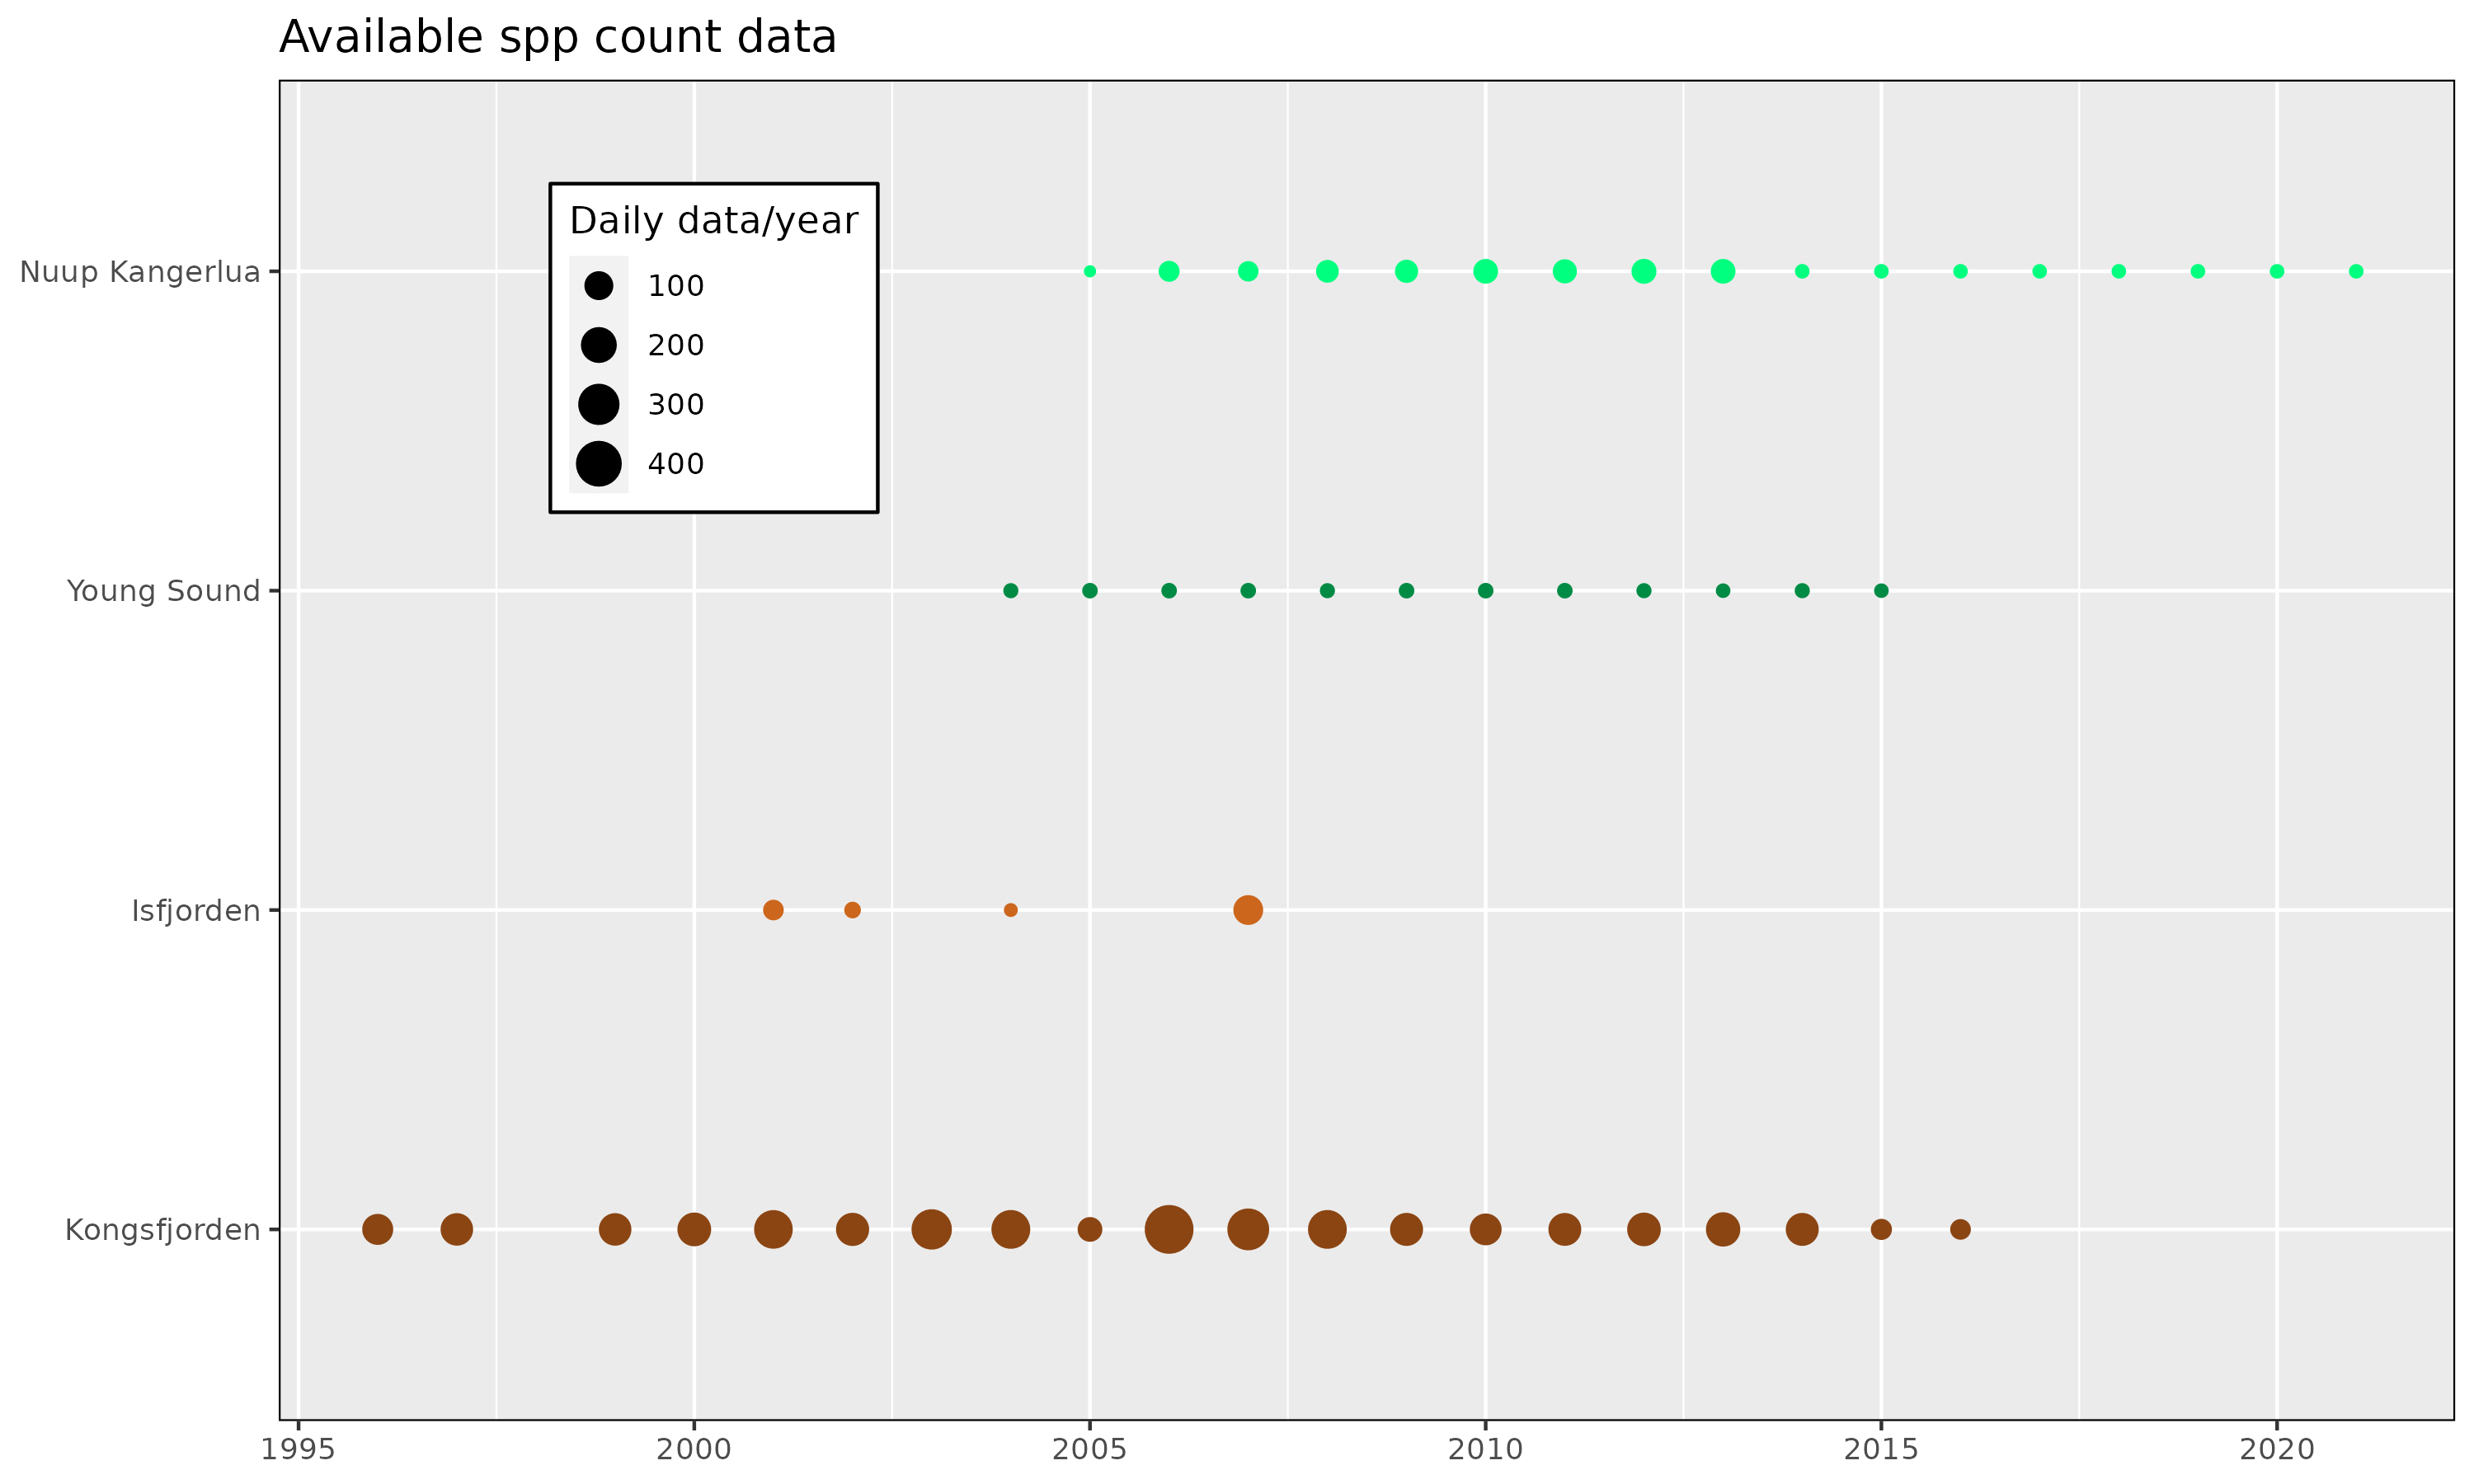 Available spp count data
Daily data/year
100
200
300
400
Nuup Kangerlua
Young Sound
Isfjorden
Kongsfjorden
1995 2000 2005 2010 2015 2020